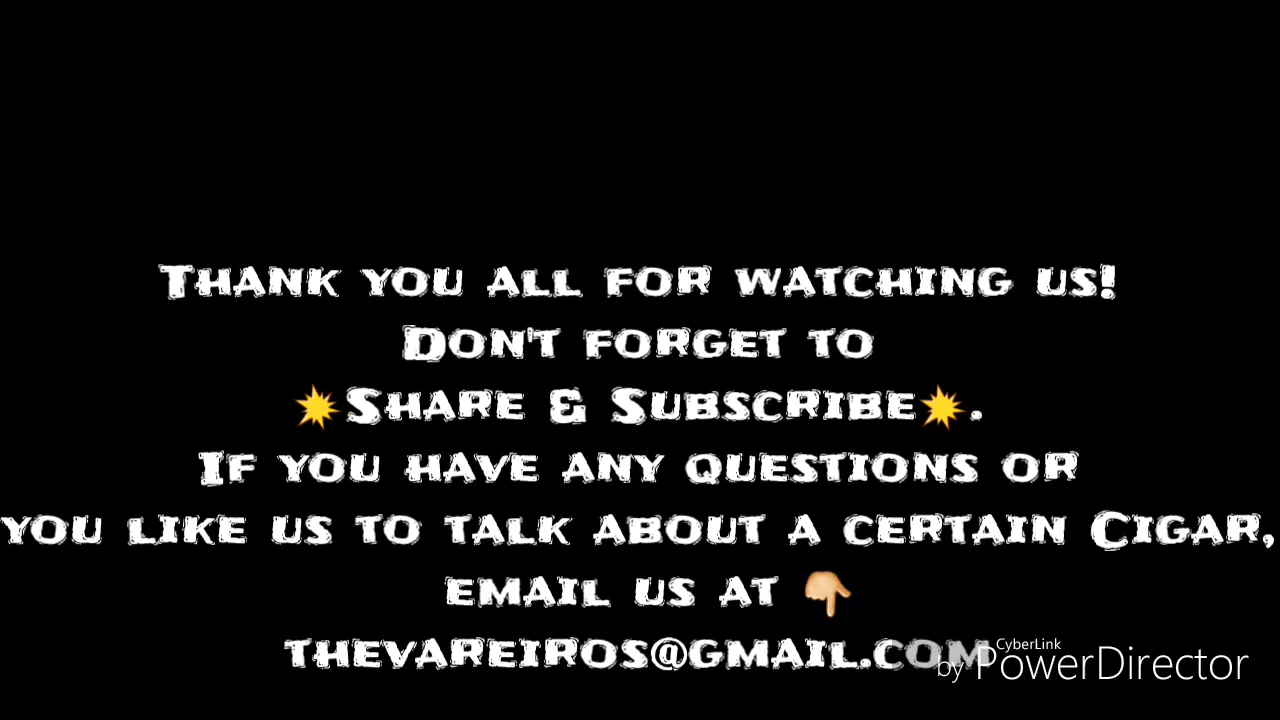 Thank you all for watching us!
Don't forget to
💥Share & Subscribe💥.
If you have any questions or
you like us to talk about a certain Cigar,
email us at 👇🏼
thevareiros@gmail.com
CyberLink
by PowerDirector